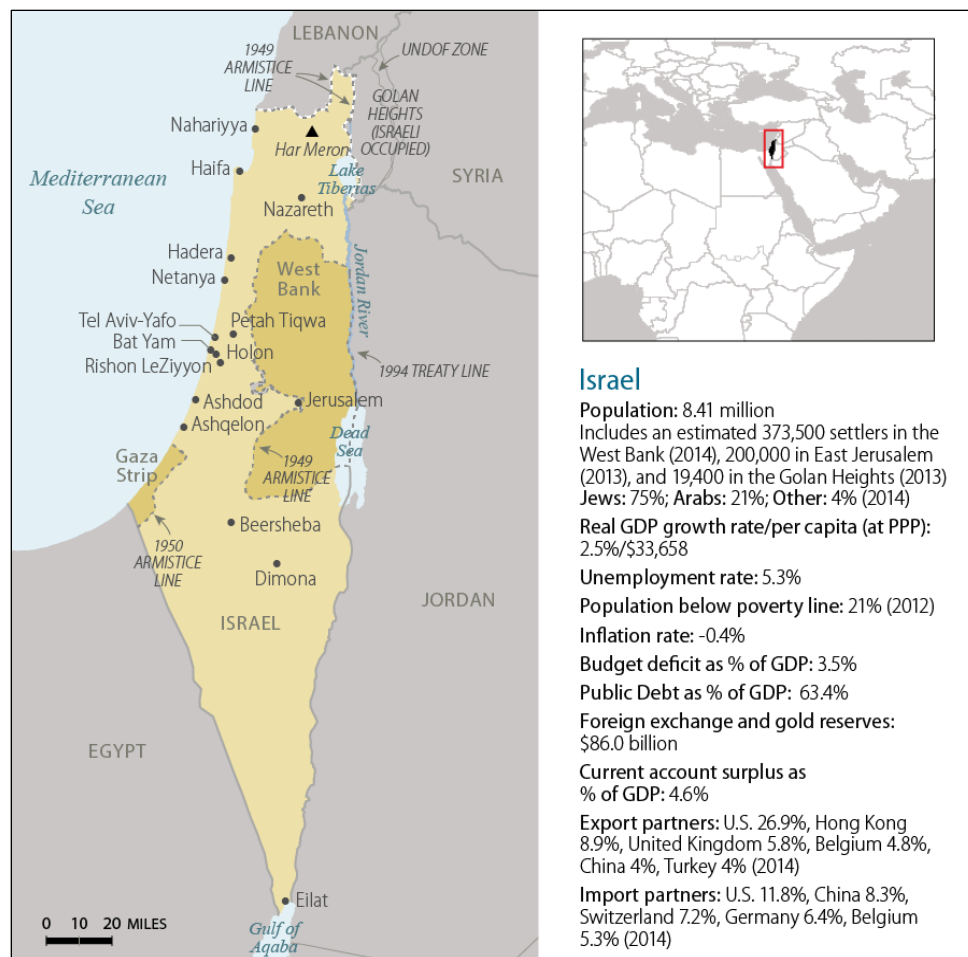 LEBANON
UNDOF ZONE
1949
ARMISTICE
LINE
GOLAN
HEIGHTS
(ISRAELI
OCCUPIED)
Nahariyya
Har Meron
Haifa
Lake
Tiberias
SYRIA
Mediterranean
Sea
Nazareth
Hadera
Netanya
West
Bank
Jordan River
Tel Aviv-Yafo
Petah Tiqwa
Bat Yam
Holon
Rishon LeZiyyon
1994 TREATY LINE
Ashdod
Jerusalem
Ashqelon
Dead
Sea
Gaza
Strip
1949
ARMISTICE
LINE
Beersheba
1950
ARMISTICE
LINE
Dimona
JORDAN
ISRAEL
EGYPT
Eilat
0 10 20 MILES
Gulf of
Aqaba
Israel
Population: 8.41 million
Includes an estimated 373,500 settlers in the
West Bank (2014), 200,000 in East Jerusalem
(2013), and 19,400 in the Golan Heights (2013)
Jews: 75%; Arabs: 21%; Other: 4% (2014)
Real GDP growth rate/per capita (at PPP):
2.5%/$33,658
Unemployment rate: 5.3%
Population below poverty line: 21% (2012)
Inflation rate: -0.4%
Budget deficit as % of GDP: 3.5%
Public Debt as % of GDP: 63.4%
Foreign exchange and gold reserves:
$86.0 billion
Current account surplus as
% of GDP: 4.6%
Export partners: U.S. 26.9%, Hong Kong
8.9%, United Kingdom 5.8%, Belgium 4.8%,
China 4%, Turkey 4% (2014)
Import partners: U.S. 11.8%, China 8.3%,
Switzerland 7.2%, Germany 6.4%, Belgium
5.3% (2014)